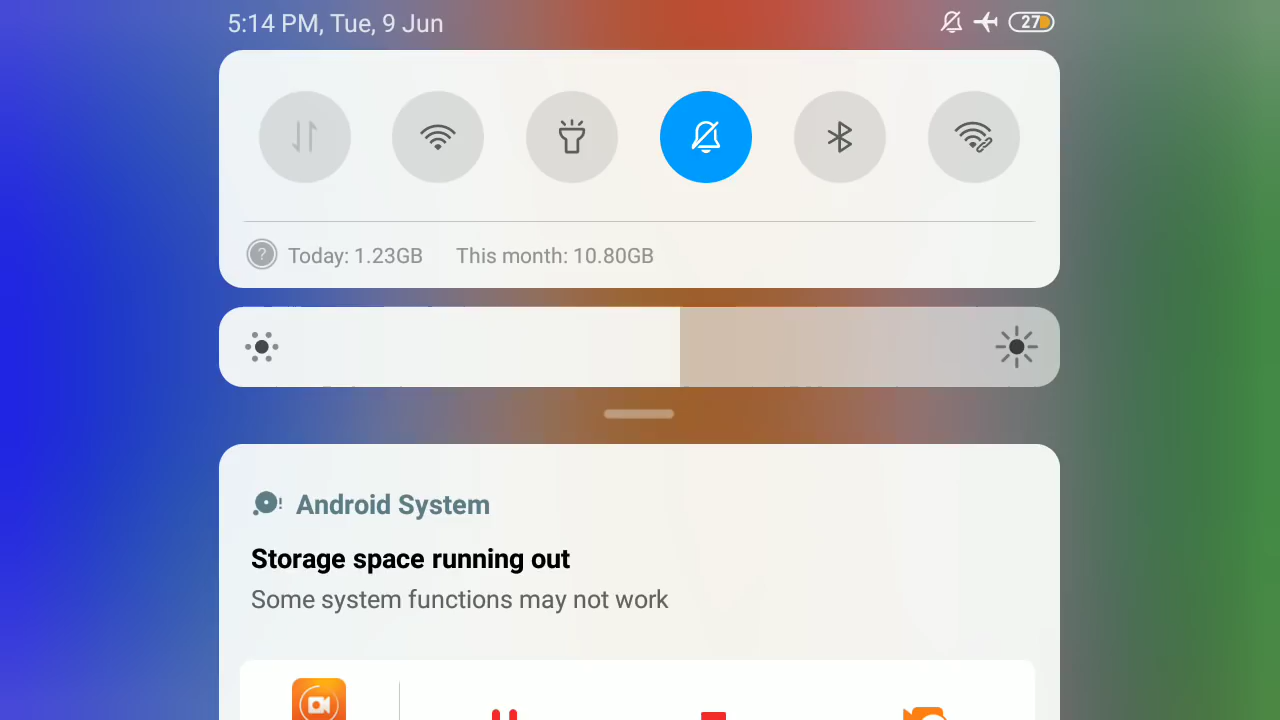 5:14 PM, Tue, 9 Jun 27
? Today: 1.23GB This month: 10.80GB
Android System
Storage space running out
Some system functions may not work